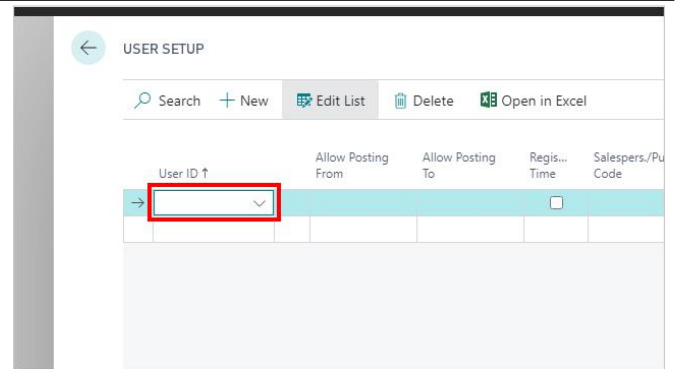 USER SETUP
Search New Edit List Delete Open in Excel
User ID ↑ Allow Posting From Allow Posting To Regis... Time Salespers./Pu Code